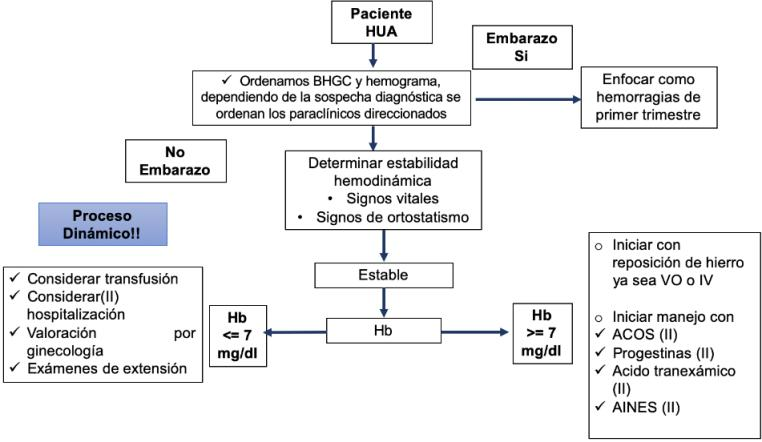 Paciente
HUA
Embarazo
Si
✓ Ordenamos BHGC y hemograma,
dependiendo de la sospecha diagnóstica se
ordenan los paraclínicos direccionados
Enfocar como
hemorragias de
primer trimestre
No
Embarazo
Determinar estabilidad
hemodinámica
• Signos vitales
• Signos de ortostatismo
Proceso
Dinámico!!
Estable
✓ Considerar transfusión
✓ Considerar(II)
hospitalización
✓ Valoración por
ginecología
✓ Exámenes de extensión
Hb
<= 7
mg/dl
Hb
Hb
>= 7
mg/dl
o Iniciar con
reposición de hierro
ya sea VO o IV
o Iniciar manejo con
✓ ACOS (II)
✓ Progestinas (II)
✓ Acido tranexámico
(II)
✓ AINES (II)